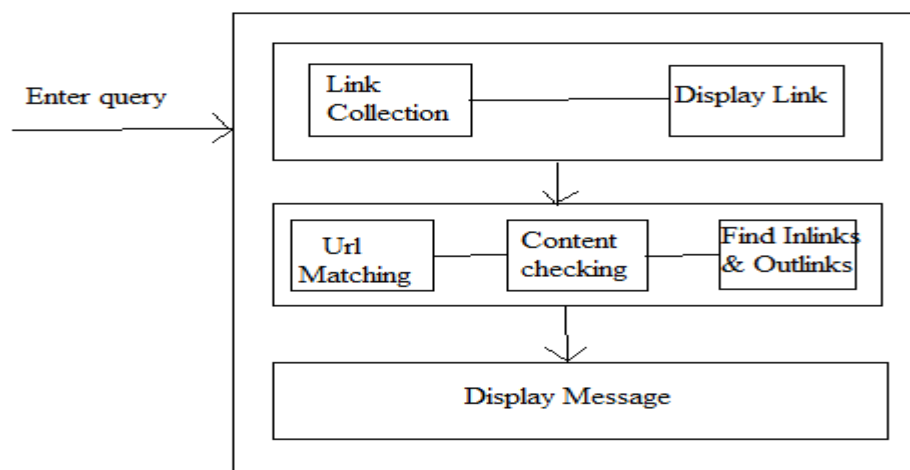 Enter query
Link
Collection
Display Link
Url
Matching
Content
checking
Find Inlinks
& Outlinks
Display Message